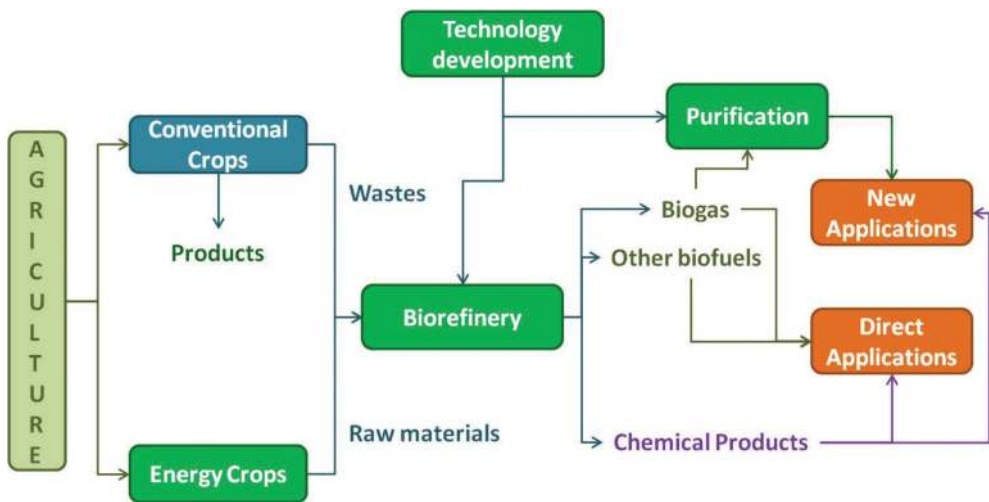 Technology
development
AGRICULTURE
Conventional
Crops
Purification
Wastes
New
Applications
Biogas
Products
Other biofuels
Biorefinery
Direct
Applications
Raw materials
Chemical Products
Energy Crops